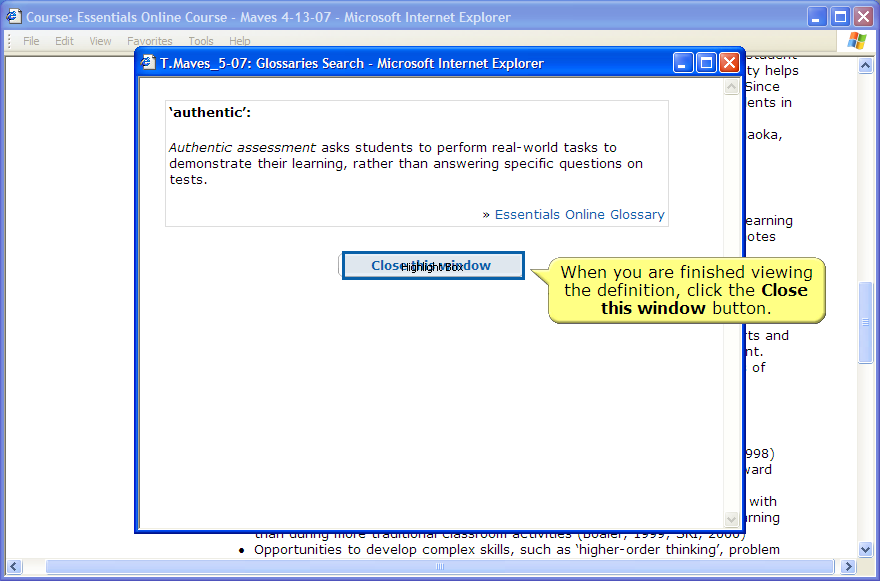 Course: Essentials Online Course - Maves 4-13-07 - Microsoft Internet Explorer
File Edit View Favorites Tools Help
T.Maves_5-07: Glossaries Search - Microsoft Internet Explorer
‘authentic’:
Authentic assessment asks students to perform real-world tasks to
demonstrate their learning, rather than answering specific questions on
tests.
» Essentials Online Glossary
Close this window
Highlight Box
When you are finished viewing
the definition, click the Close
this window button.
student
ty helps
Since
ents in
aoka,
earning
otes
rts and
nt.
of
998)
ward
with
rning
than during more traditional classroom activities (Boaler, 1999; SRI, 2000)
• Opportunities to develop complex skills, such as ‘higher-order thinking’, problem